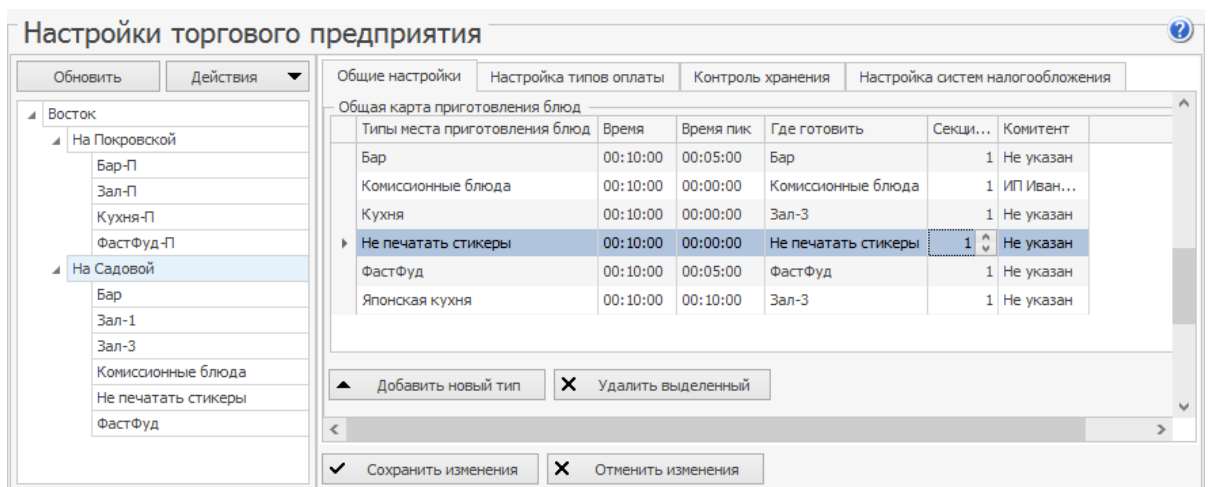 Настройки торгового предприятия
Обновить Действия
Восток
На Покровской
Бар-П
Зал-П
Кухня-П
ФастФуд-П
На Садовой
Бар
Зал-1
Зал-3
Комиссионные блюда
Не печатать стикеры
ФастФуд
Общие настройки Настройка типов оплаты Контроль хранения Настройка систем налогообложения
Общая карта приготовления блюд
Типы места приготовления блюд Время Время пик Где готовить Секци... Комитент
Бар 00:10:00 00:05:00 Бар 1 Не указан
Комиссионные блюда 00:10:00 00:00:00 Комиссионные блюда 1 ИП Иван...
Кухня 00:10:00 00:00:00 Зал-3 1 Не указан
Не печатать стикеры 00:10:00 00:00:00 Не печатать стикеры 1 Не указан
ФастФуд 00:10:00 00:05:00 ФастФуд 1 Не указан
Японская кухня 00:10:00 00:10:00 Зал-3 1 Не указан
Добавить новый тип Удалить выделенный
Сохранить изменения Отменить изменения